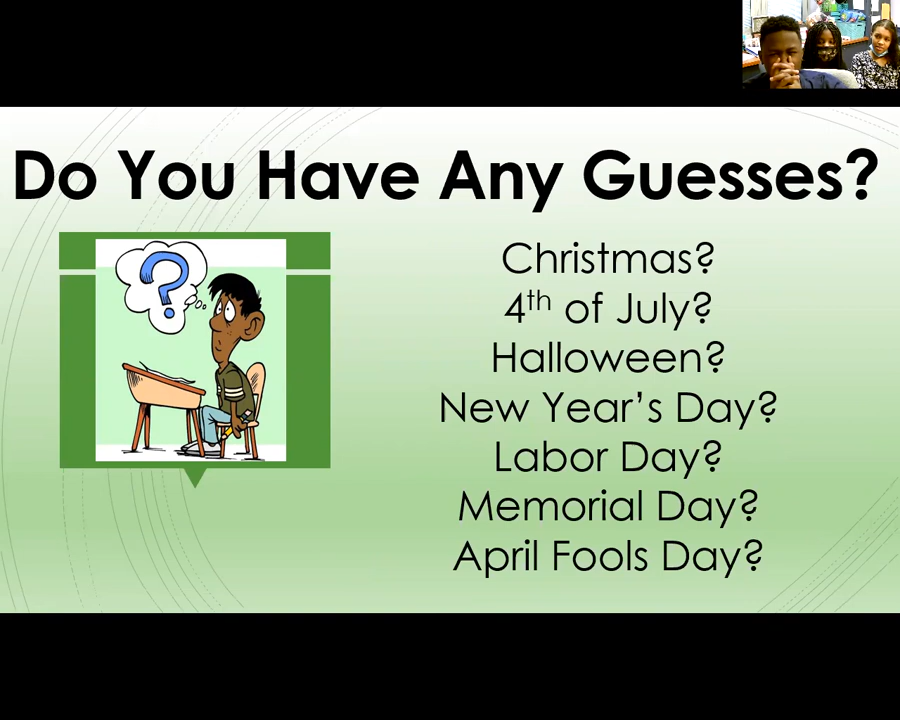 Do You Have Any Guesses?
?
Christmas?
4th of July?
Halloween?
New Year's Day?
Labor Day?
Memorial Day?
April Fools Day?